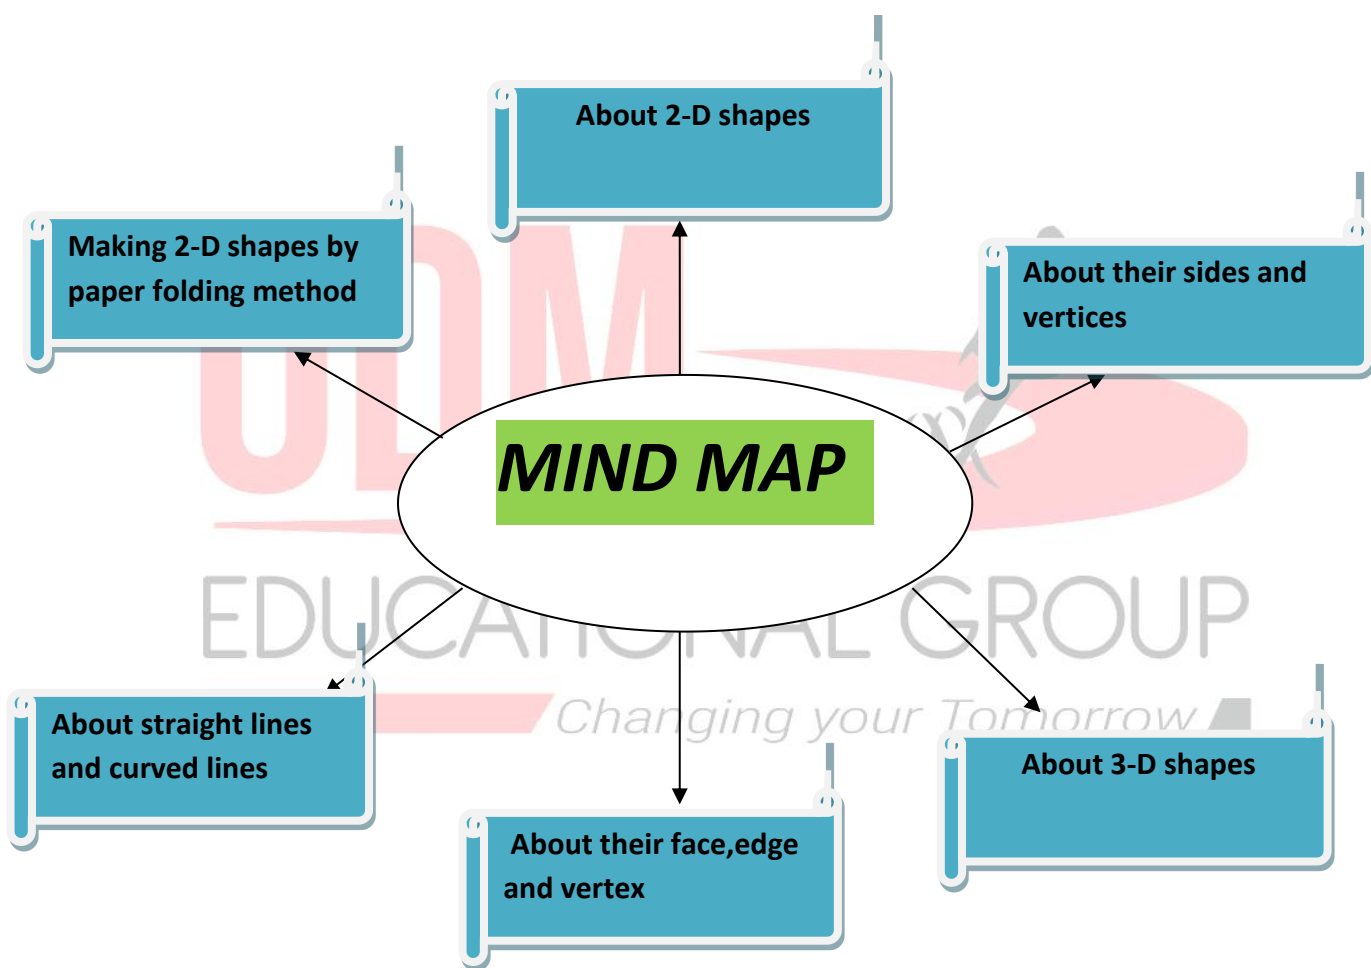 About 2-D shapes
Making 2-D shapes by
paper folding method
About their sides and
vertices
MIND MAP
EDUCATIONAL GROUP
Changing your Tomorrow
About straight lines
and curved lines
About 3-D shapes
About their face,edge
and vertex